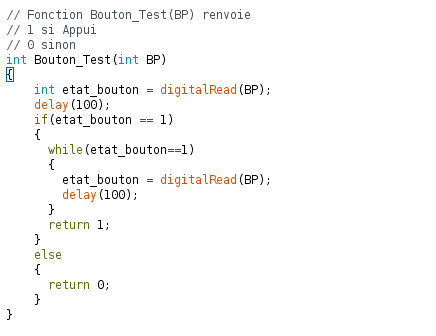 // Fonction Bouton_Test(BP) renvoie
// 1 si Appui
// 0 sinon
int Bouton_Test(int BP)
{
    int etat_bouton = digitalRead(BP);
    delay(100);
    if(etat_bouton == 1)
    {
      while(etat_bouton==1)
      {
        etat_bouton = digitalRead(BP);
        delay(100);
      }
      return 1;
    }
    else
    {
      return 0;
    }
}